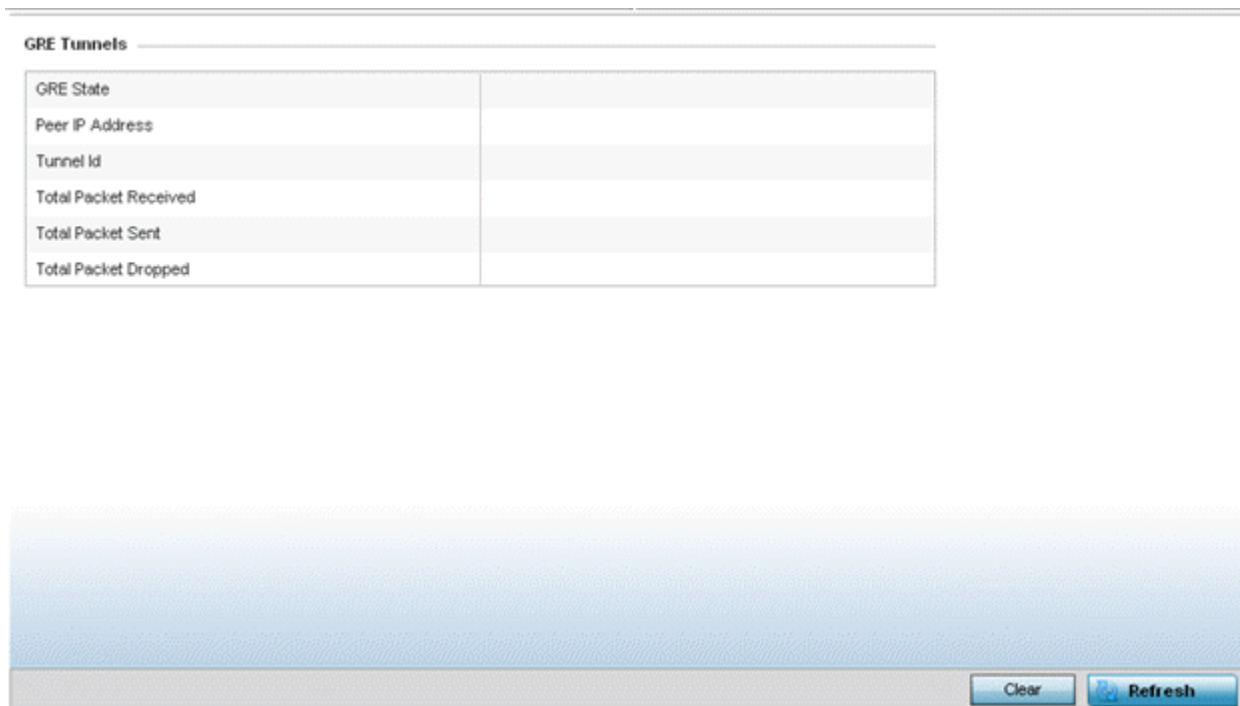 GRE Tunnels
GRE State
Peer IP Address
Tunnel Id
Total Packet Received
Total Packet Sent
Total Packet Dropped
Clear
Refresh